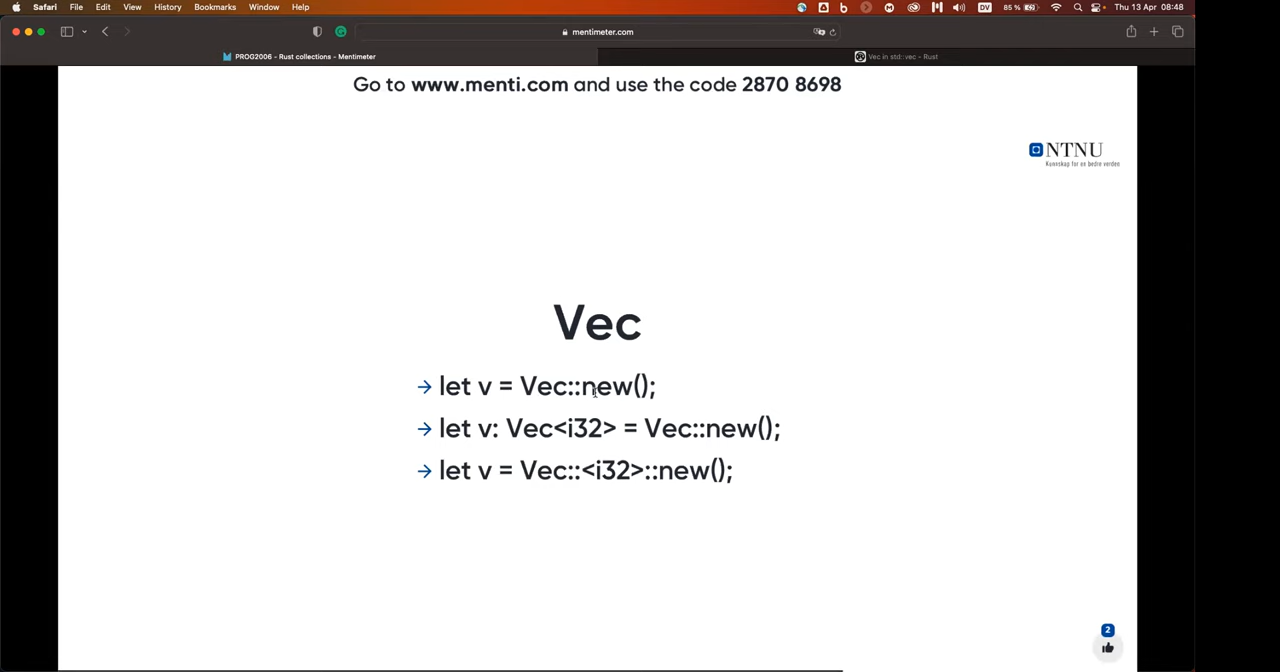 Safari File Edit View History Bookmarks Window Help DV 85 % Thu 13 Apr 08:48
mentimeter.com
PROG2006 - Rust collections - Mentimeter
Vec in std::vec - Rust
Go to www.menti.com and use the code 2870 8698
NTNU
Kunnskap for en bedre verden
Vec
→ let v = Vec::new();
→ let v: Vec<i32> = Vec::new();
→ let v = Vec::<i32>::new();
2